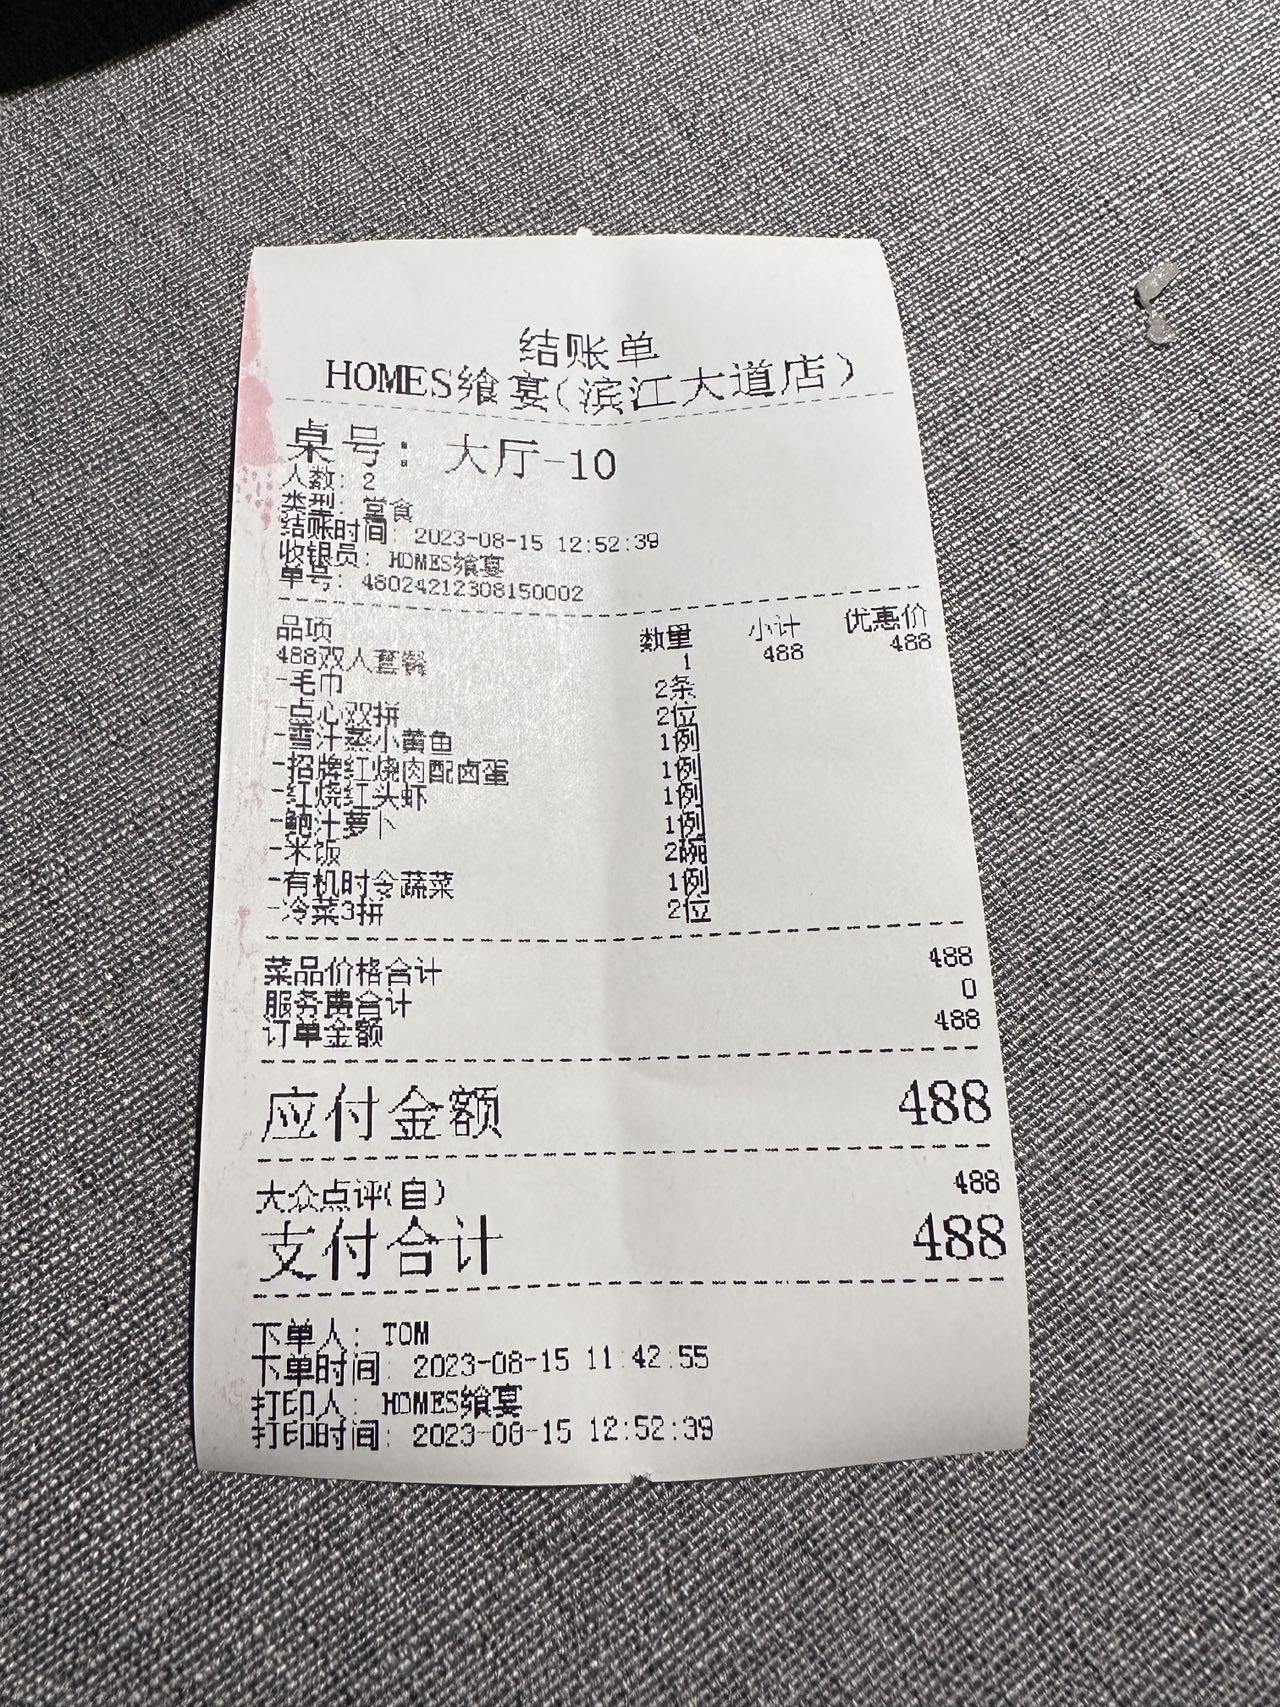 结账单
HOMES飨宴(滨江大道店)
桌号: 大厅-10
人数: 2
类型: 堂食
结账时间: 2023-08-15 12:52:39
收银员: HOMES飨宴
单号: 48024212308150002
品项 数量 小计 优惠价
488双人套餐 1 488 488
-毛巾 2条
-点心双拼 2位
-雪汁蒸小黄鱼 1例
-招牌红烧肉配卤蛋 1例
-红烧红头虾 1例
-鲍汁萝卜 1例
-米饭 2碗
-有机时令蔬菜 1例
-冷菜3拼 2位
菜品价格合计 488
服务费合计 0
订单金额 488
应付金额 488
大众点评(自) 488
支付合计 488
下单人: TOM
下单时间: 2023-08-15 11:42:55
打印人: HOMES飨宴
打印时间: 2023-08-15 12:52:39